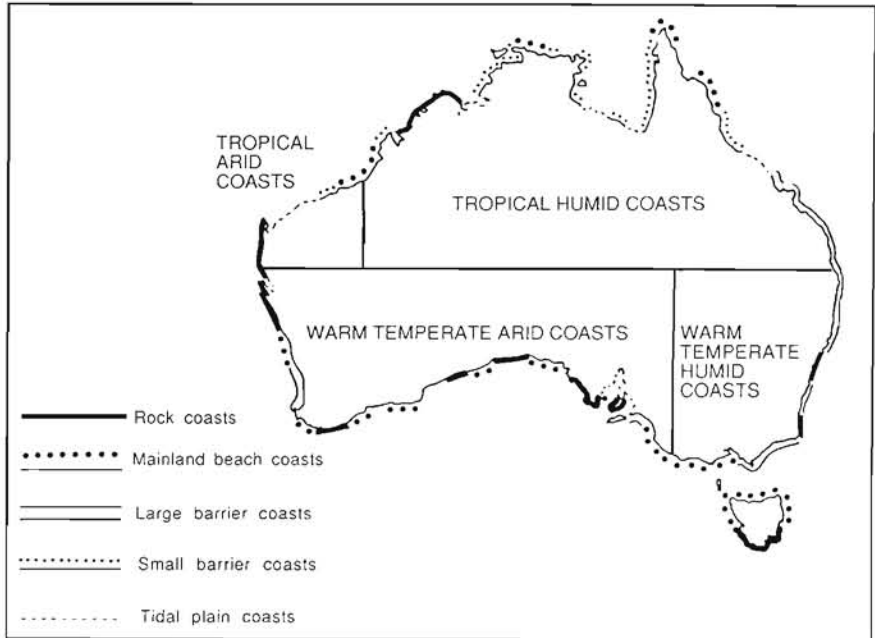 TROPICAL
ARID
COASTS
TROPICAL HUMID COASTS
WARM TEMPERATE ARID COASTS
WARM
TEMPERATE
HUMID
COASTS
Rock coasts
Mainland beach coasts
Large barrier coasts
Small barrier coasts
Tidal plain coasts